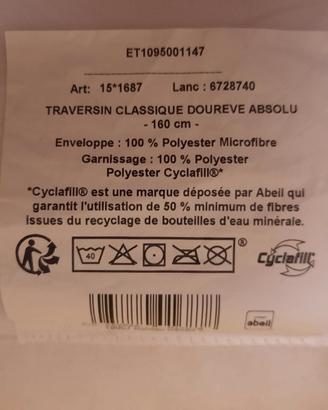 ET1095001147
Art: 15*1687 Lanc : 6728740
TRAVERSIN CLASSIQUE DOUREVE ABSOLU
- 160 cm -
Enveloppe : 100 % Polyester Microfibre
Garnissage : 100 % Polyester
Polyester Cyclafill®*
*Cyclafill® est une marque déposée par Abeil qui
garantit l'utilisation de 50 % minimum de fibres
issues du recyclage de bouteilles d'eau minérale.
40 ® Cyclafill
abeil